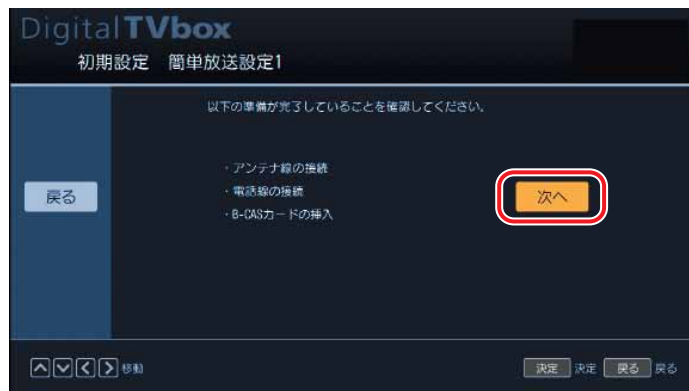 DigitalTVbox
初期設定 簡単放送設定1
以下の準備が完了していることを確認してください。
・アンテナ線の接続
・電話線の接続
・B-CASカードの挿入
戻る
次へ
移動
決定 決定 戻る 戻る